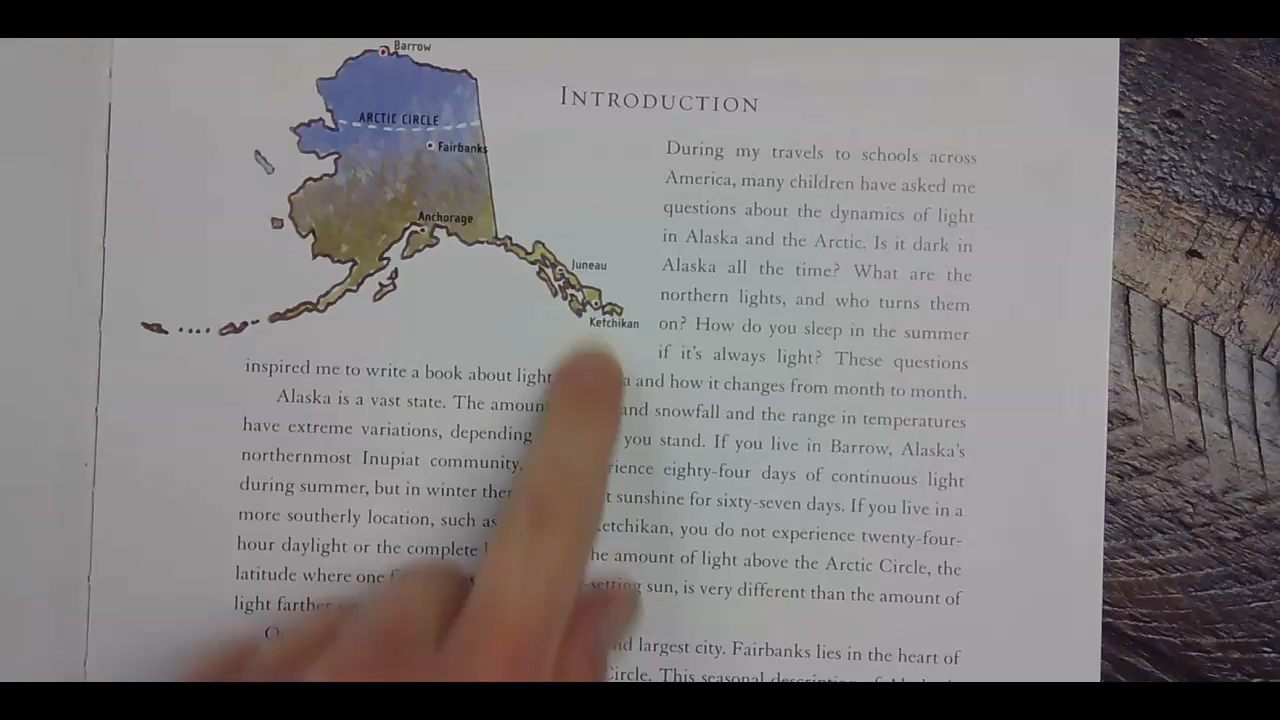 Barrow
ARCTIC CIRCLE
Fairbanks
Anchorage
Juneau
Ketchikan
INTRODUCTION
During my travels to schools across
America, many children have asked me
questions about the dynamics of light
in Alaska and the Arctic. Is it dark in
Alaska all the time? What are the
northern lights, and who turns them
on? How do you sleep in the summer
if it's always light? These questions
inspired me to write a book about light and how it changes from month to month.
Alaska is a vast state. The amount and snowfall and the range in temperatures
have extreme variations, depending you stand. If you live in Barrow, Alaska's
northernmost Inupiat community, eighty-four days of continuous light
during summer, but in winter sunshine for sixty-seven days. If you live in a
more southerly location, such as Ketchikan, you do not experience twenty-four-
hour daylight or the complete the amount of light above the Arctic Circle, the
latitude where one sun, is very different than the amount of
light farther
largest city. Fairbanks lies in the heart of
Circle. This seasonal description of